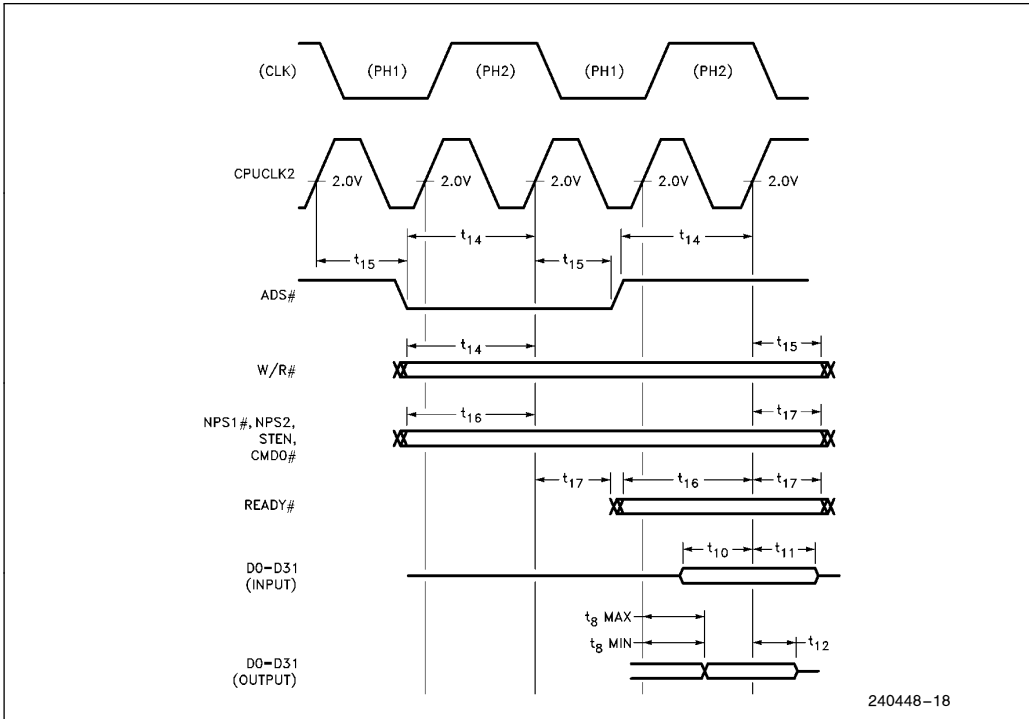 (CLK)
(PH1)
(PH2)
(PH1)
(PH2)
CPUCLK2
2.0V
2.0V
2.0V
2.0V
2.0V
t14
t14
t15
t15
ADS#
t14
t15
W/R#
NPS1#, NPS2,
STEN,
CMD0#
t16
t17
READY#
t17
t16
t17
D0–D31
(INPUT)
t10
t11
t8 MAX
t8 MIN
t12
D0–D31
(OUTPUT)
240448–18